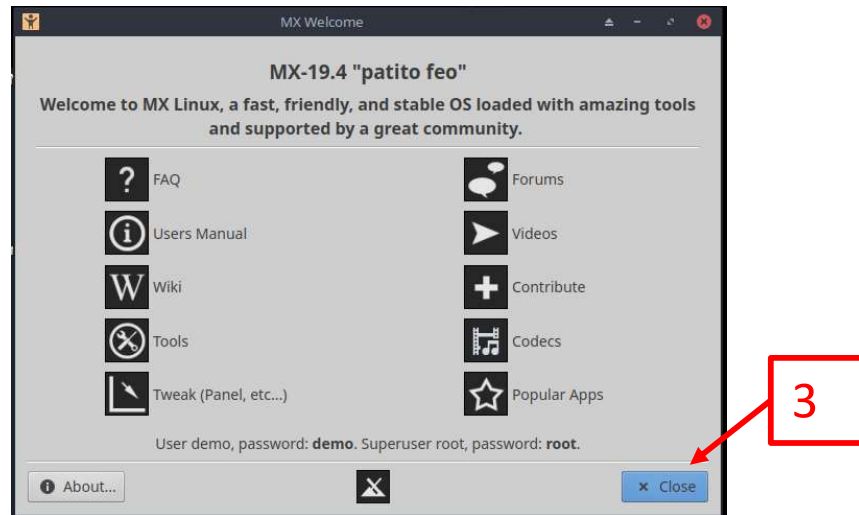 MX Welcome
MX-19.4 "patito feo"
Welcome to MX Linux, a fast, friendly, and stable OS loaded with amazing tools
and supported by a great community.
FAQ
Forums
Users Manual
Videos
Wiki
Contribute
Tools
Codecs
Tweak (Panel, etc...)
Popular Apps
User demo, password: demo. Superuser root, password: root.
About...
Close
3